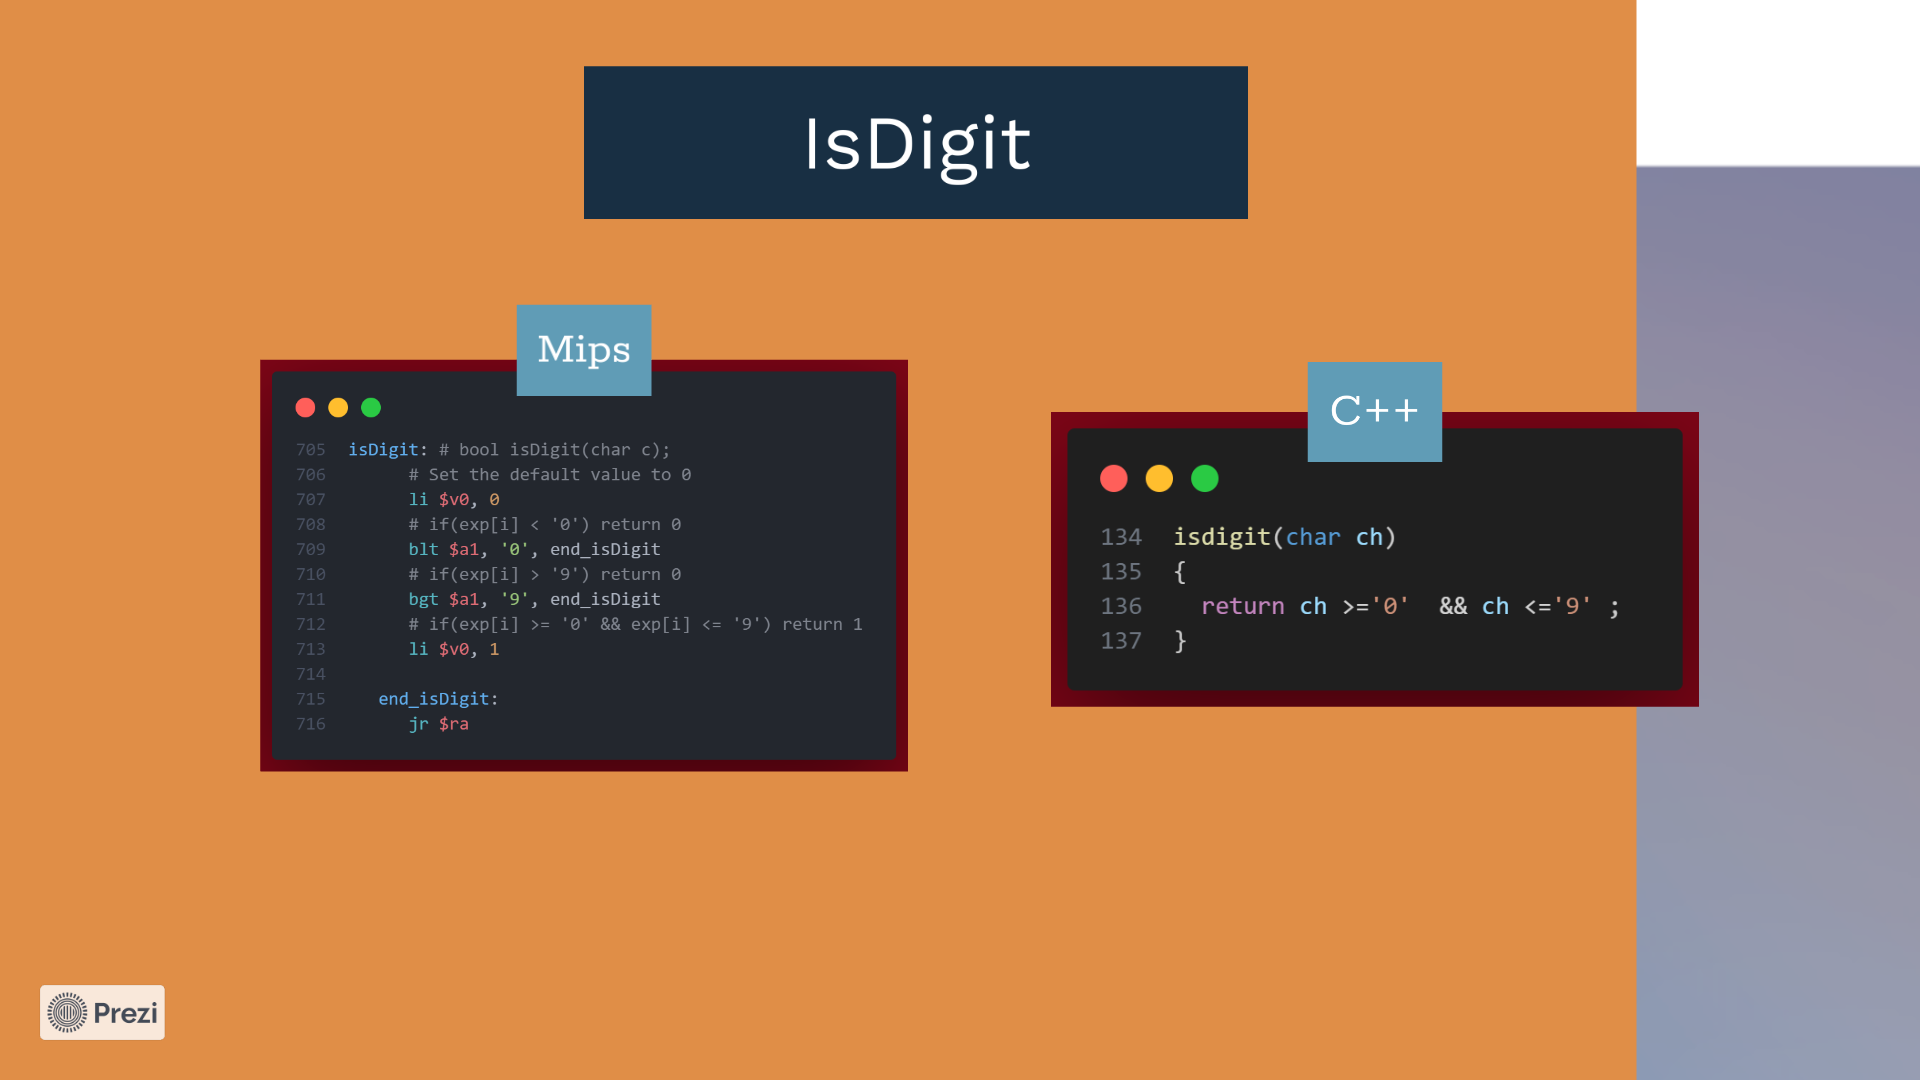 IsDigit
Mips
705 isDigit: # bool isDigit(char c);
706 # Set the default value to 0
707 li $v0, 0
708 # if(exp[i] < '0') return 0
709 blt $a1, '0', end_isDigit
710 # if(exp[i] > '9') return 0
711 bgt $a1, '9', end_isDigit
712 # if(exp[i] >= '0' && exp[i] <= '9') return 1
713 li $v0, 1
714
715 end_isDigit:
716 jr $ra
C++
134 isdigit(char ch)
135 {
136 return ch >='0'  && ch <='9' ;
137 }
Prezi